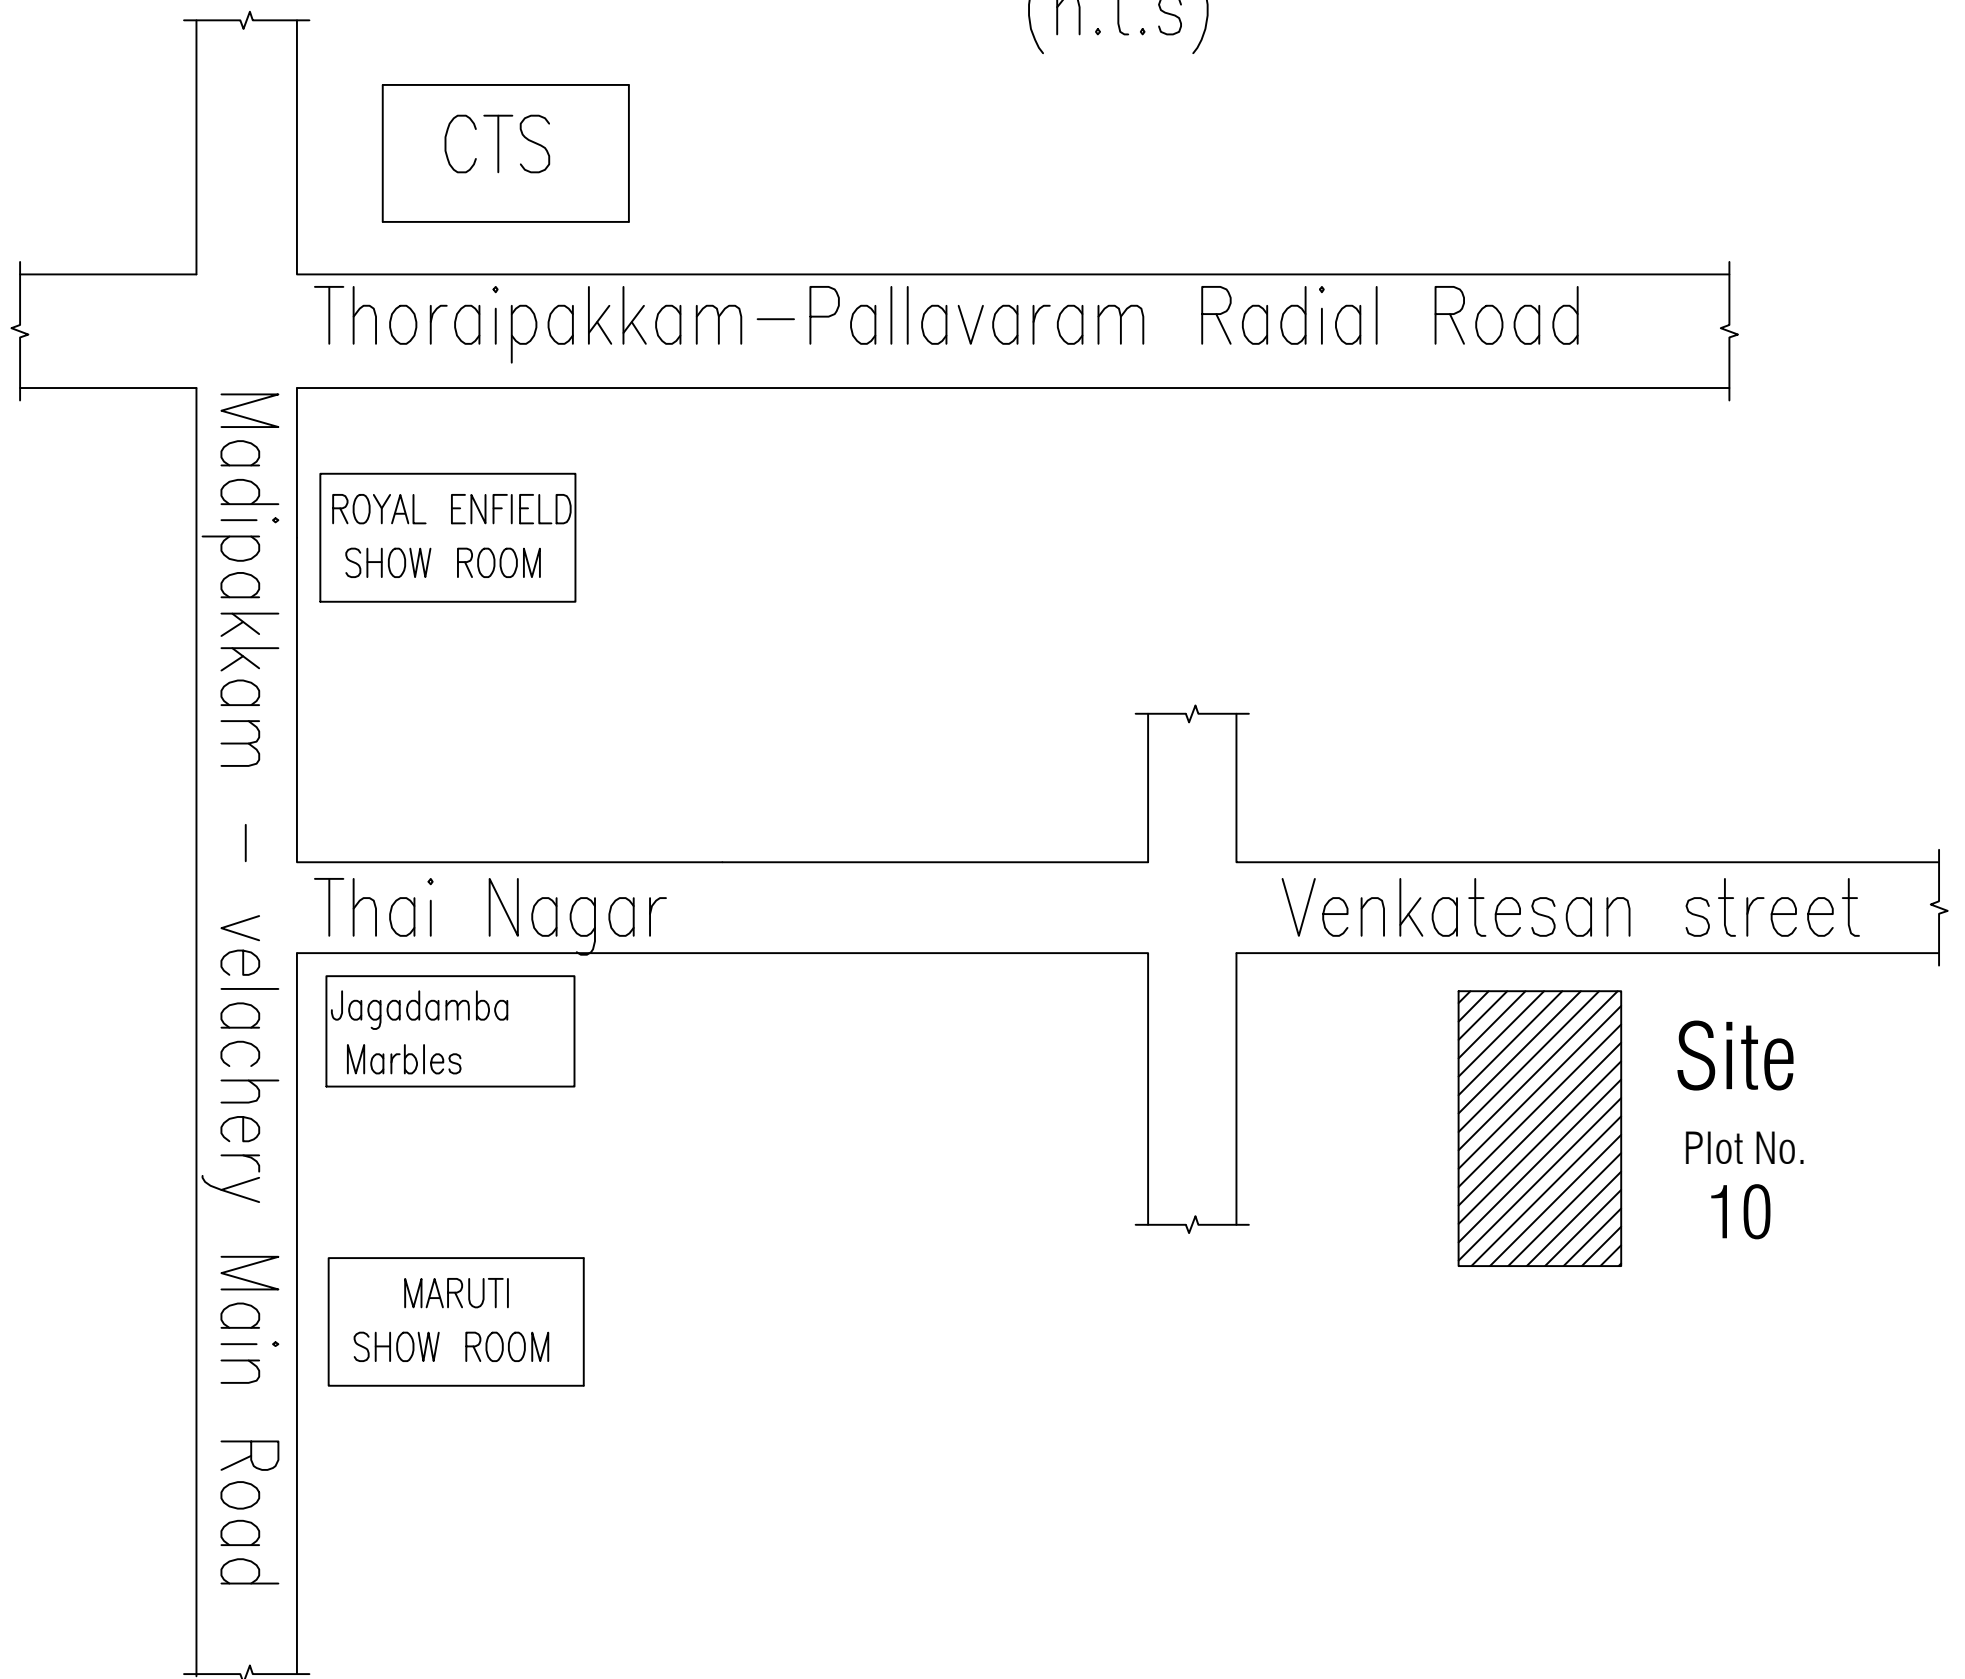 (n.t.s)
CTS
Thoraipakkam-Pallavaram Radial Road
Madipakkam - velachery Main Road
ROYAL ENFIELD
SHOW ROOM
Thai Nagar
Venkatesan street
Jagadamba
Marbles
Site
Plot No.
10
MARUTI
SHOW ROOM